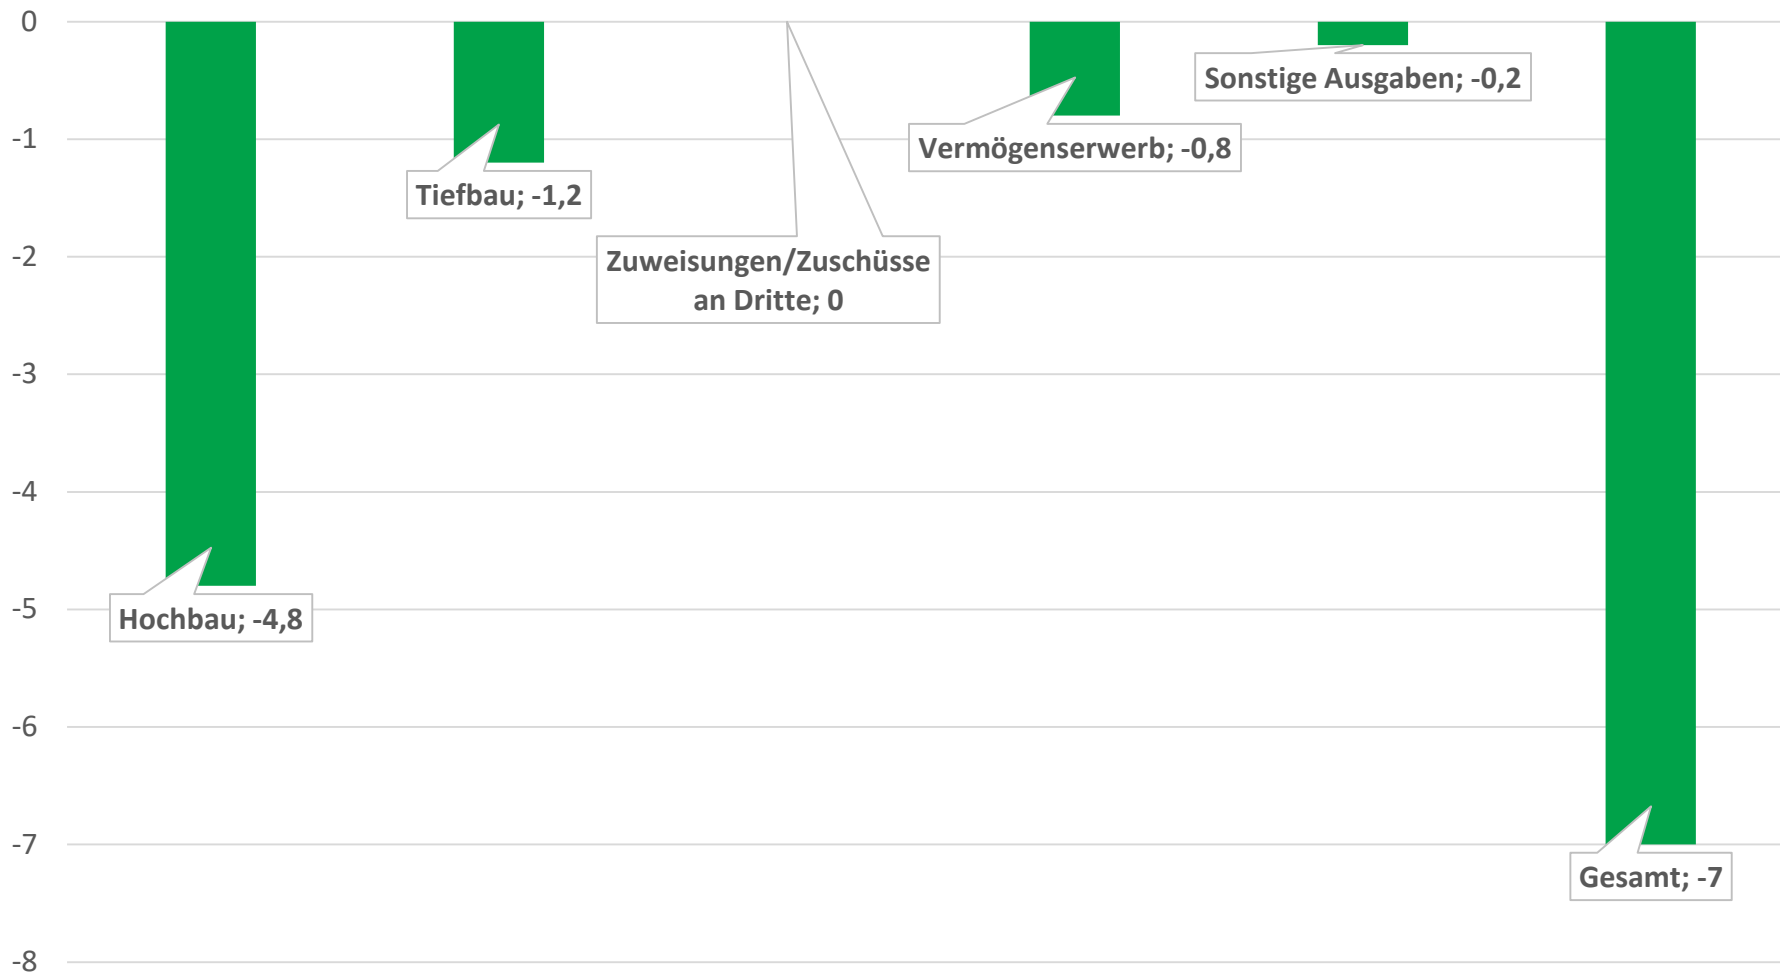 0
-1
-2
-3
-4
-5
-6
-7
-8
Hochbau; -4,8
Tiefbau; -1,2
Zuweisungen/Zuschüsse
an Dritte; 0
Vermögenserwerb; -0,8
Sonstige Ausgaben; -0,2
Gesamt; -7